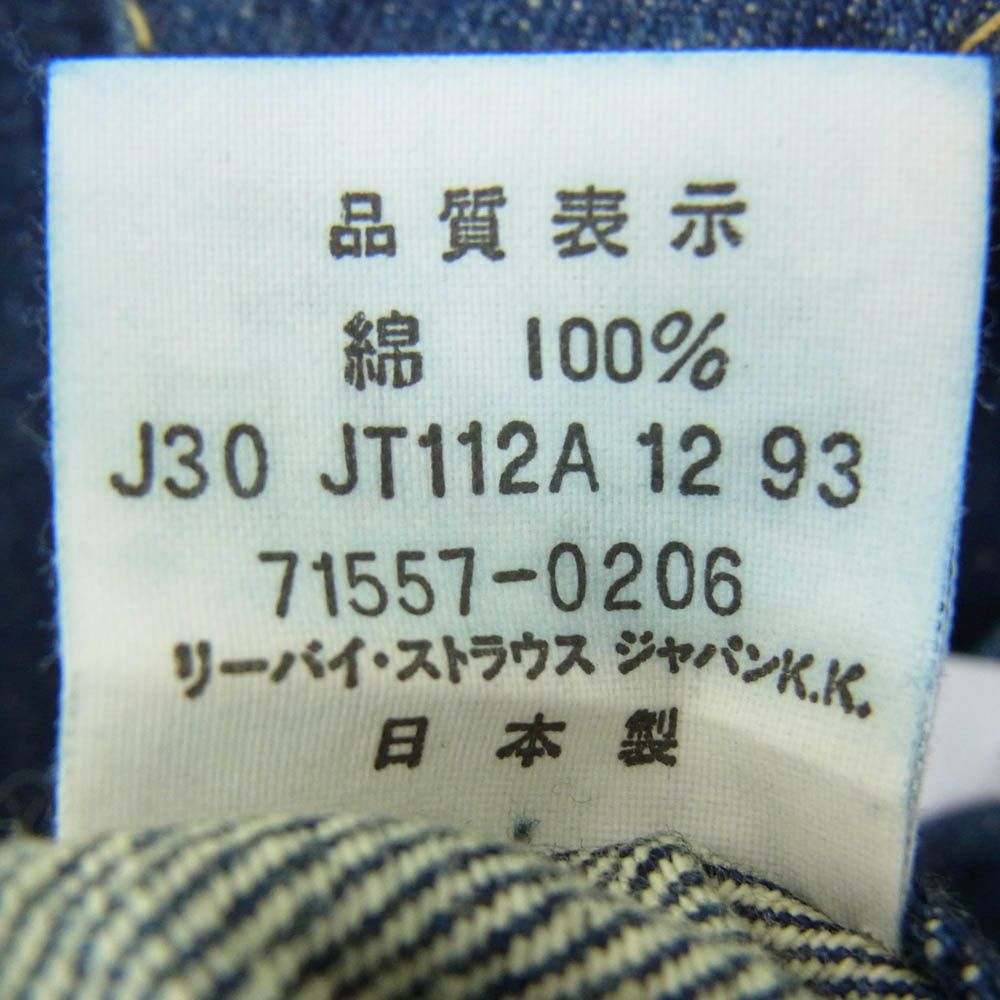 品質表示
綿 100%
J30 JT112A 12 93
71557-0206
リーバイ・ストラウス ジャパンK.K.
日本製